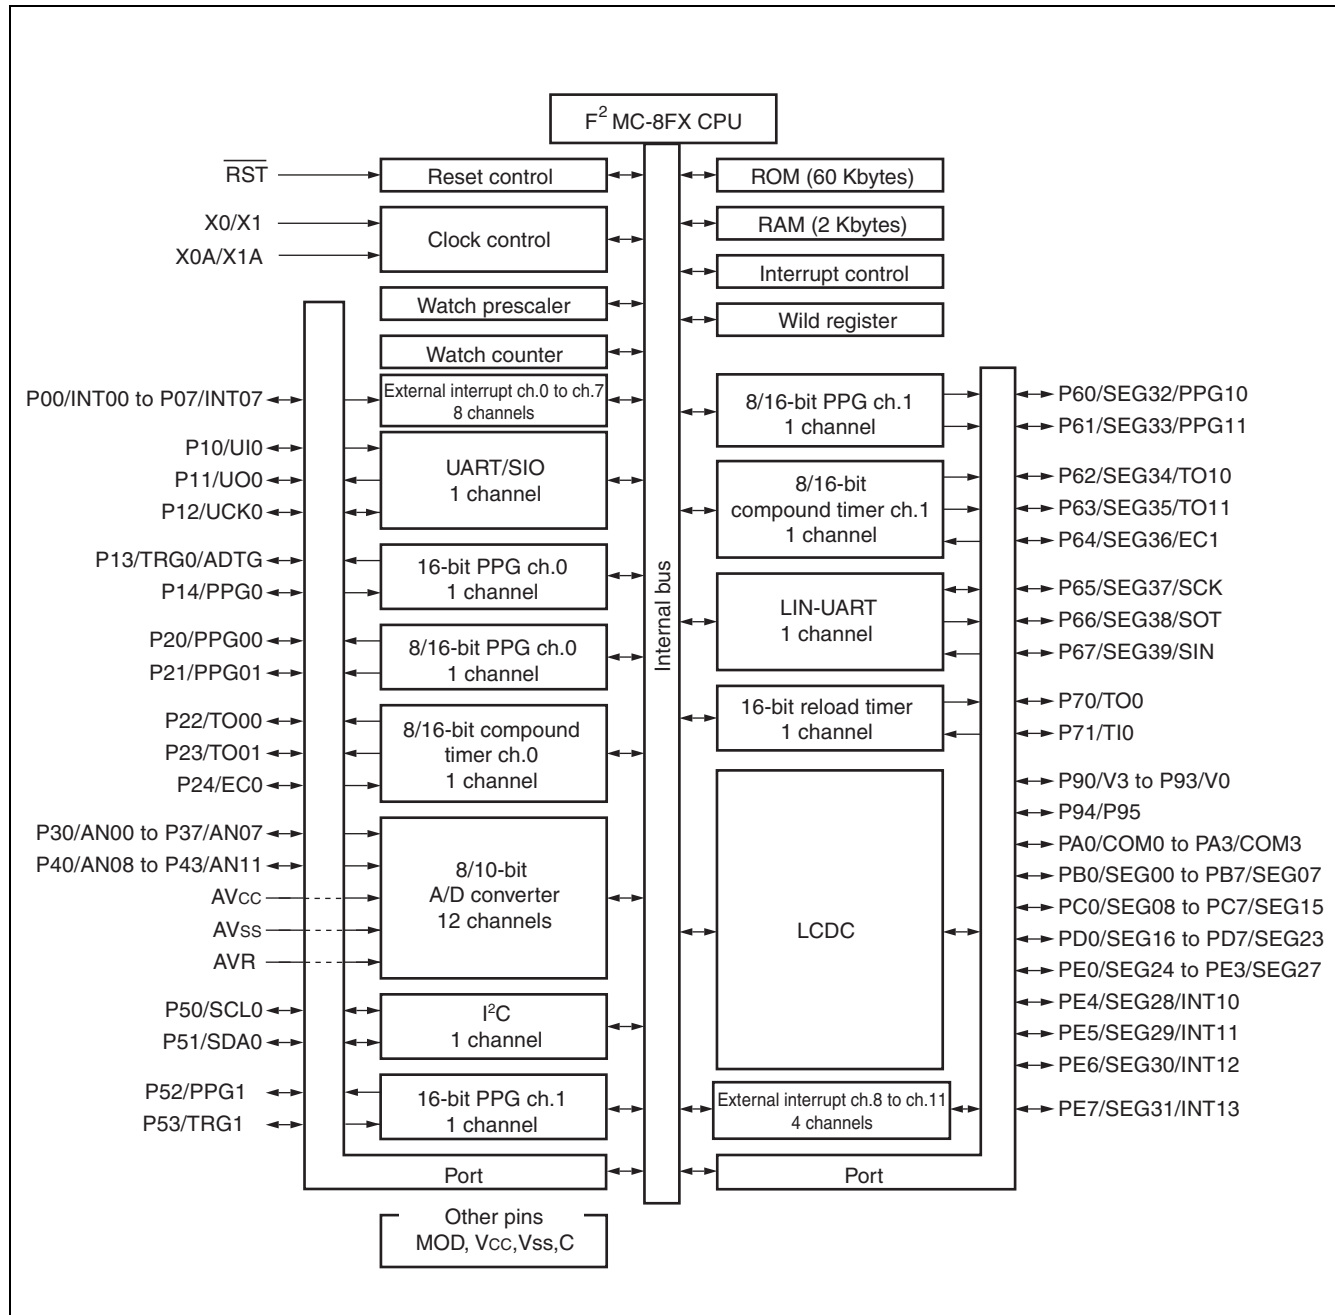 F² MC-8FX CPU
RST
Reset control
ROM (60 Kbytes)
X0/X1
X0A/X1A
Clock control
RAM (2 Kbytes)
Interrupt control
Watch prescaler
Wild register
Watch counter
P00/INT00 to P07/INT07
External interrupt ch.0 to ch.7
8 channels
P10/UI0
P11/UO0
P12/UCK0
UART/SIO
1 channel
P13/TRG0/ADTG
P14/PPG0
16-bit PPG ch.0
1 channel
P20/PPG00
P21/PPG01
8/16-bit PPG ch.0
1 channel
P22/TO00
P23/TO01
P24/EC0
8/16-bit compound
timer ch.0
1 channel
P30/AN00 to P37/AN07
P40/AN08 to P43/AN11
AVCC
AVSS
AVR
8/10-bit
A/D converter
12 channels
P50/SCL0
P51/SDA0
I²C
1 channel
P52/PPG1
P53/TRG1
16-bit PPG ch.1
1 channel
Port
Internal bus
8/16-bit PPG ch.1
1 channel
P60/SEG32/PPG10
P61/SEG33/PPG11
8/16-bit
compound timer ch.1
1 channel
P62/SEG34/TO10
P63/SEG35/TO11
P64/SEG36/EC1
LIN-UART
1 channel
P65/SEG37/SCK
P66/SEG38/SOT
P67/SEG39/SIN
16-bit reload timer
1 channel
P70/TO0
P71/TI0
LCDC
P90/V3 to P93/V0
P94/P95
PA0/COM0 to PA3/COM3
PB0/SEG00 to PB7/SEG07
PC0/SEG08 to PC7/SEG15
PD0/SEG16 to PD7/SEG23
PE0/SEG24 to PE3/SEG27
PE4/SEG28/INT10
PE5/SEG29/INT11
PE6/SEG30/INT12
External interrupt ch.8 to ch.11
4 channels
PE7/SEG31/INT13
Port
Other pins
MOD, VCC,VSS,C